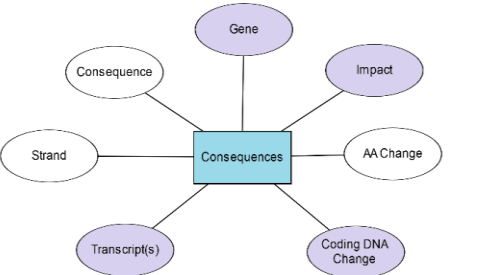 Gene
Consequence
Impact
Strand
Consequences
AA Change
Transcript(s)
Coding DNA
Change